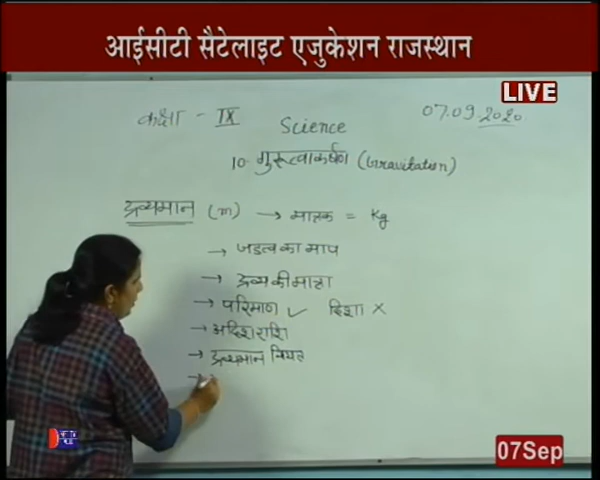 आईसीटी सैटेलाइट एजुकेशन राजस्थान
LIVE
कक्षा - IX
07.09.2020
Science
10. गुरुत्वाकर्षण (Gravitation)
द्रव्यमान (m) → मात्रक = Kg
→ जडत्व का माप
→ द्रव्य की मात्रा
→ परिमाण ✓ दिशा ×
→ अदिश राशि
→ द्रव्यमान नियत
→
07Sep